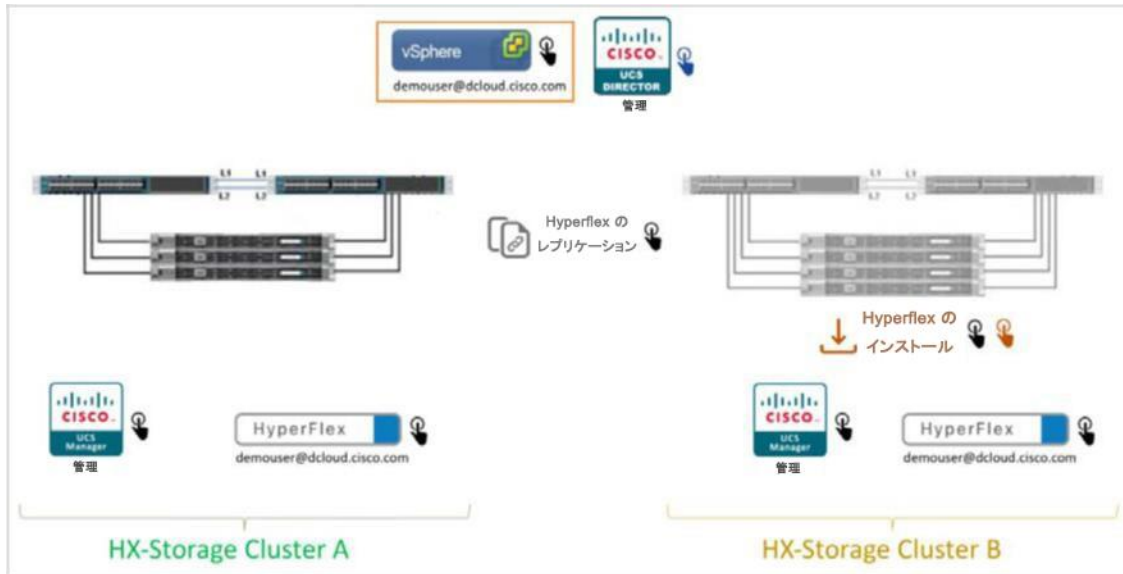 vSphere
demouser@dcloud.cisco.com
CISCO
UCS
DIRECTOR
管理
L1 L1
L2 L2
L1 L1
L2 L2
Hyperflex の
レプリケーション
Hyperflex の
インストール
CISCO
UCS
Manager
管理
HyperFlex
demouser@dcloud.cisco.com
CISCO
UCS
Manager
管理
HyperFlex
demouser@dcloud.cisco.com
HX-Storage Cluster A
HX-Storage Cluster B